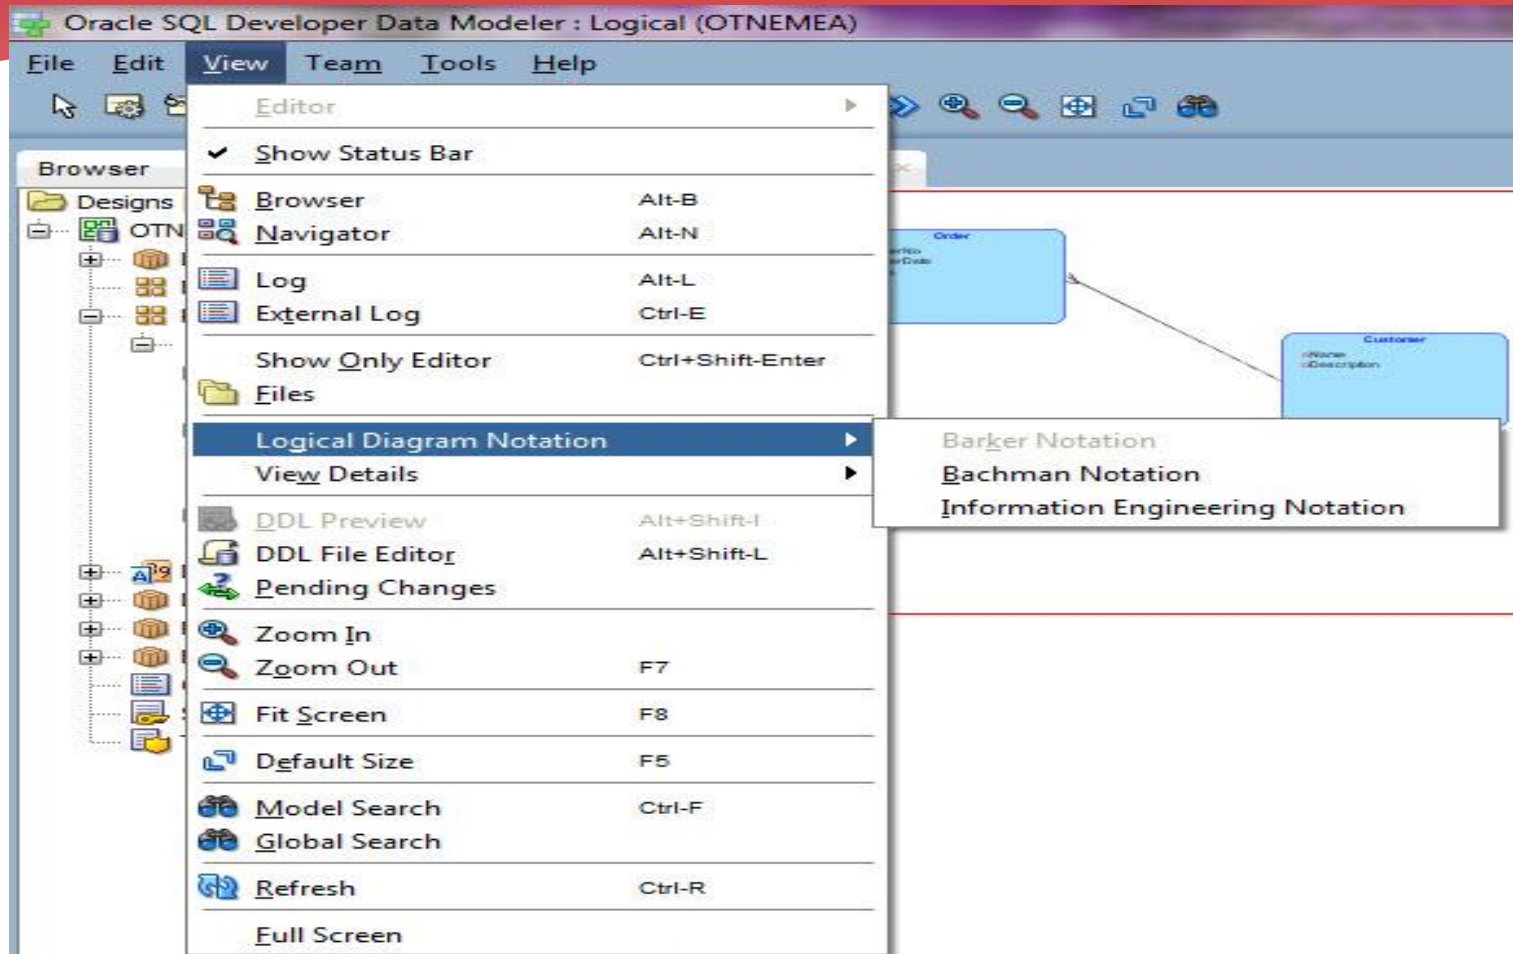 Oracle SQL Developer Data Modeler : Logical (OTNEMEA)
File Edit View Team Tools Help
Editor
Show Status Bar
Browser
Designs
Browser Alt-B
OTN
Navigator Alt-N
Order
Log Alt-L
External Log Ctrl-E
Customer
Name
Description
Show Only Editor Ctrl+Shift-Enter
Files
Logical Diagram Notation
Barker Notation
View Details
Bachman Notation
Information Engineering Notation
DDL Preview Alt+Shift-I
DDL File Editor Alt+Shift-L
Pending Changes
Zoom In
Zoom Out F7
Fit Screen F8
Default Size F5
Model Search Ctrl-F
Global Search
Refresh Ctrl-R
Full Screen